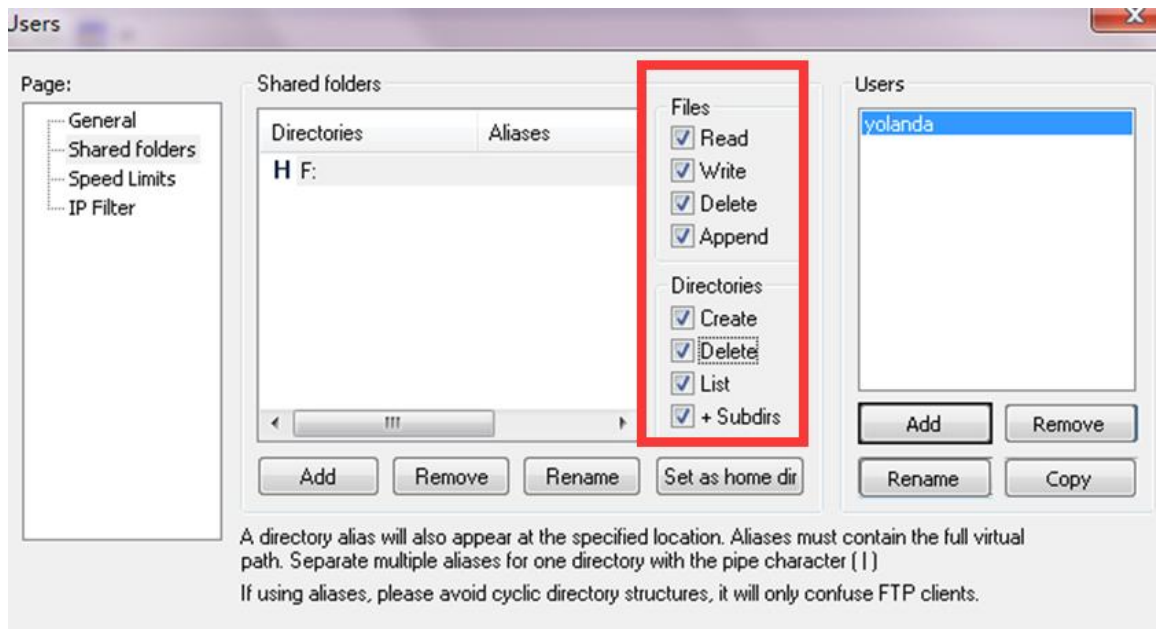 Users
Page:
General
Shared folders
Speed Limits
IP Filter
Shared folders
Directories Aliases
H F:
Files
Read
Write
Delete
Append
Directories
Create
Delete
List
+ Subdirs
Add Remove Rename Set as home dir
Users
yolanda
Add Remove
Rename Copy
A directory alias will also appear at the specified location. Aliases must contain the full virtual
path. Separate multiple aliases for one directory with the pipe character ( | )
If using aliases, please avoid cyclic directory structures, it will only confuse FTP clients.